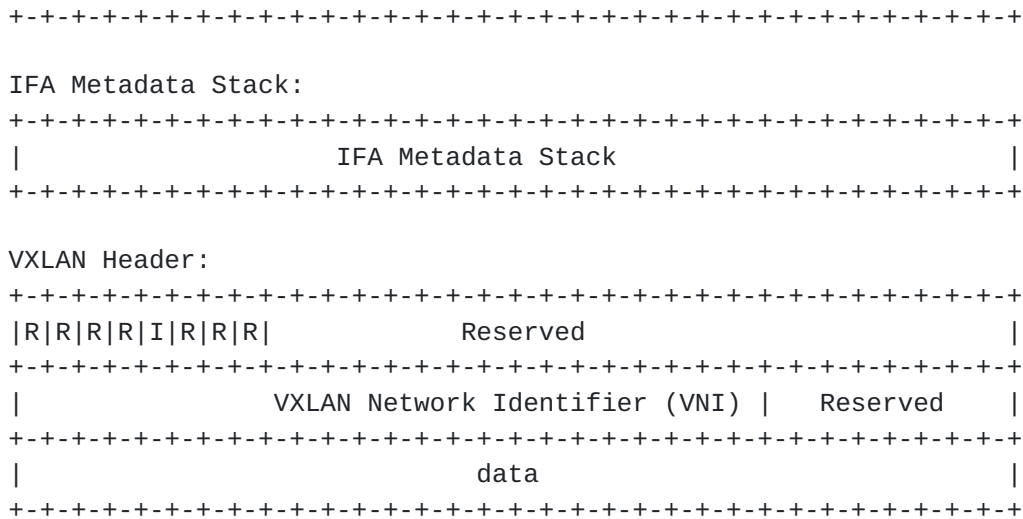 +-+-+-+-+-+-+-+-+-+-+-+-+-+-+-+-+-+-+-+-+-+-+-+-+-+-+-+-+-+-+-+-+
IFA Metadata Stack:
+-+-+-+-+-+-+-+-+-+-+-+-+-+-+-+-+-+-+-+-+-+-+-+-+-+-+-+-+-+-+-+-+
|                    IFA Metadata Stack                         |
+-+-+-+-+-+-+-+-+-+-+-+-+-+-+-+-+-+-+-+-+-+-+-+-+-+-+-+-+-+-+-+-+
VXLAN Header:
+-+-+-+-+-+-+-+-+-+-+-+-+-+-+-+-+-+-+-+-+-+-+-+-+-+-+-+-+-+-+-+-+
|R|R|R|R|I|R|R|R|            Reserved                           |
+-+-+-+-+-+-+-+-+-+-+-+-+-+-+-+-+-+-+-+-+-+-+-+-+-+-+-+-+-+-+-+-+
|                VXLAN Network Identifier (VNI) |   Reserved    |
+-+-+-+-+-+-+-+-+-+-+-+-+-+-+-+-+-+-+-+-+-+-+-+-+-+-+-+-+-+-+-+-+
|                             data                              |
+-+-+-+-+-+-+-+-+-+-+-+-+-+-+-+-+-+-+-+-+-+-+-+-+-+-+-+-+-+-+-+-+